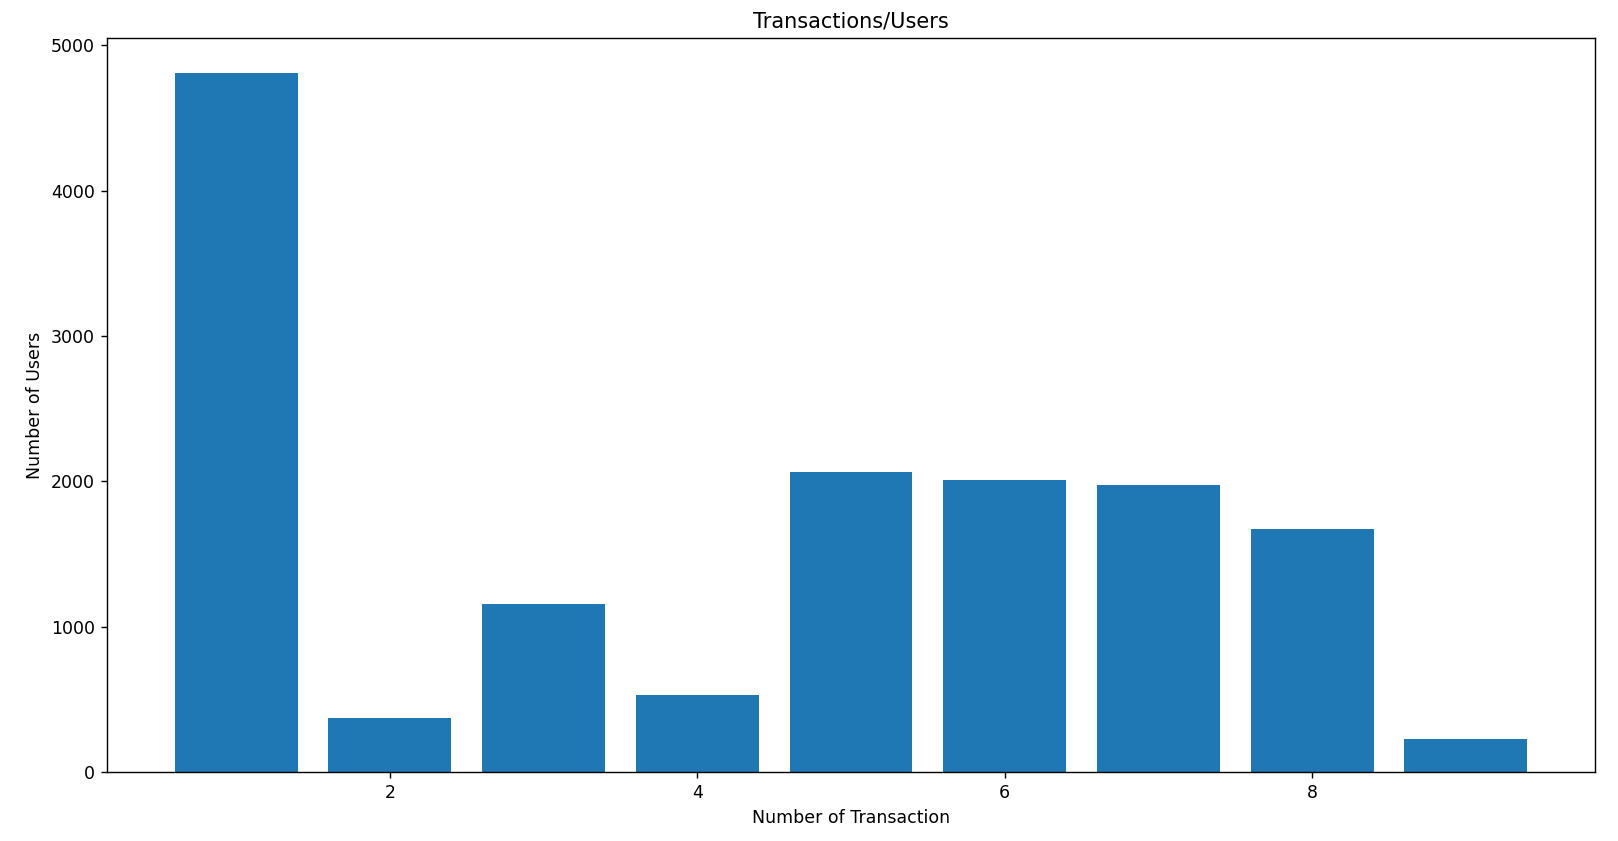 Transactions/Users
5000
4000
3000
2000
1000
0
Number of Users
2 4 6 8
Number of Transaction